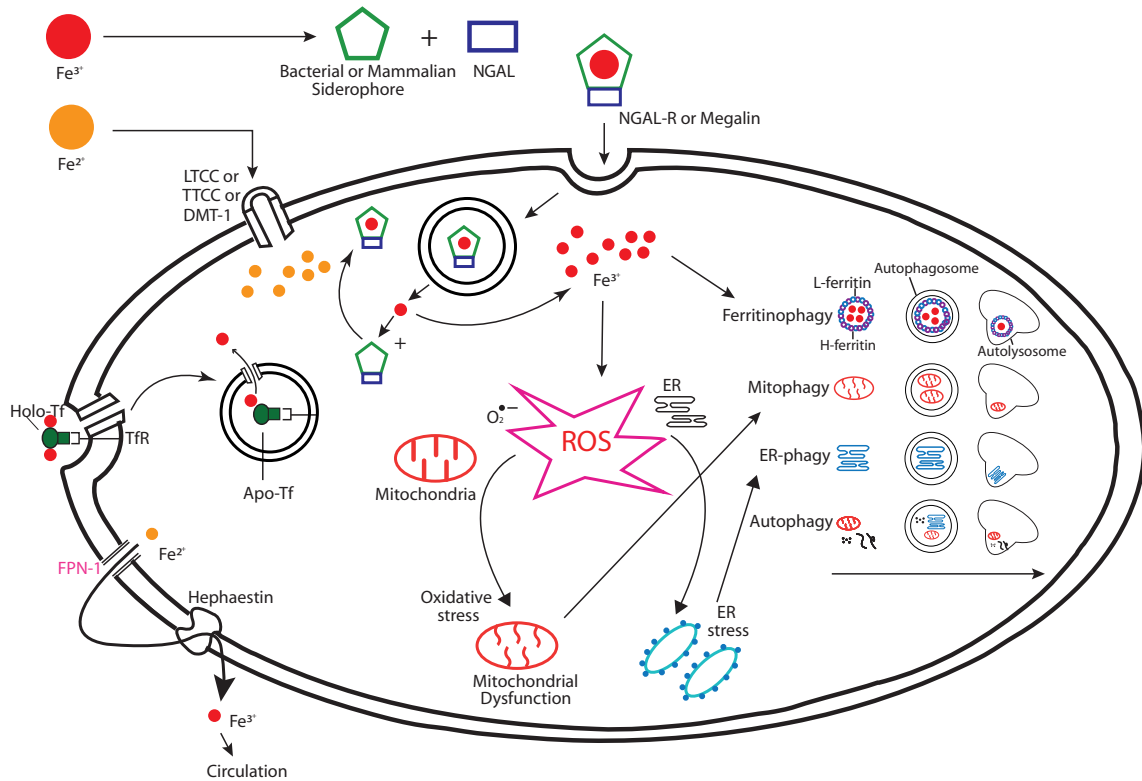 Fe³⁺
Bacterial or Mammalian
Siderophore
+
NGAL
NGAL-R or Megalin
Fe²⁺
LTCC or
TTCC or
DMT-1
Fe³⁺
+
Autophagosome
L-ferritin
Ferritinophagy
H-ferritin
Autolysosome
Mitophagy
ER-phagy
Autophagy
Holo-Tf
TfR
Apo-Tf
O₂•−
ROS
ER
Mitochondria
Fe²⁺
FPN-1
Hephaestin
Oxidative
stress
Mitochondrial
Dysfunction
ER
stress
Fe³⁺
Circulation